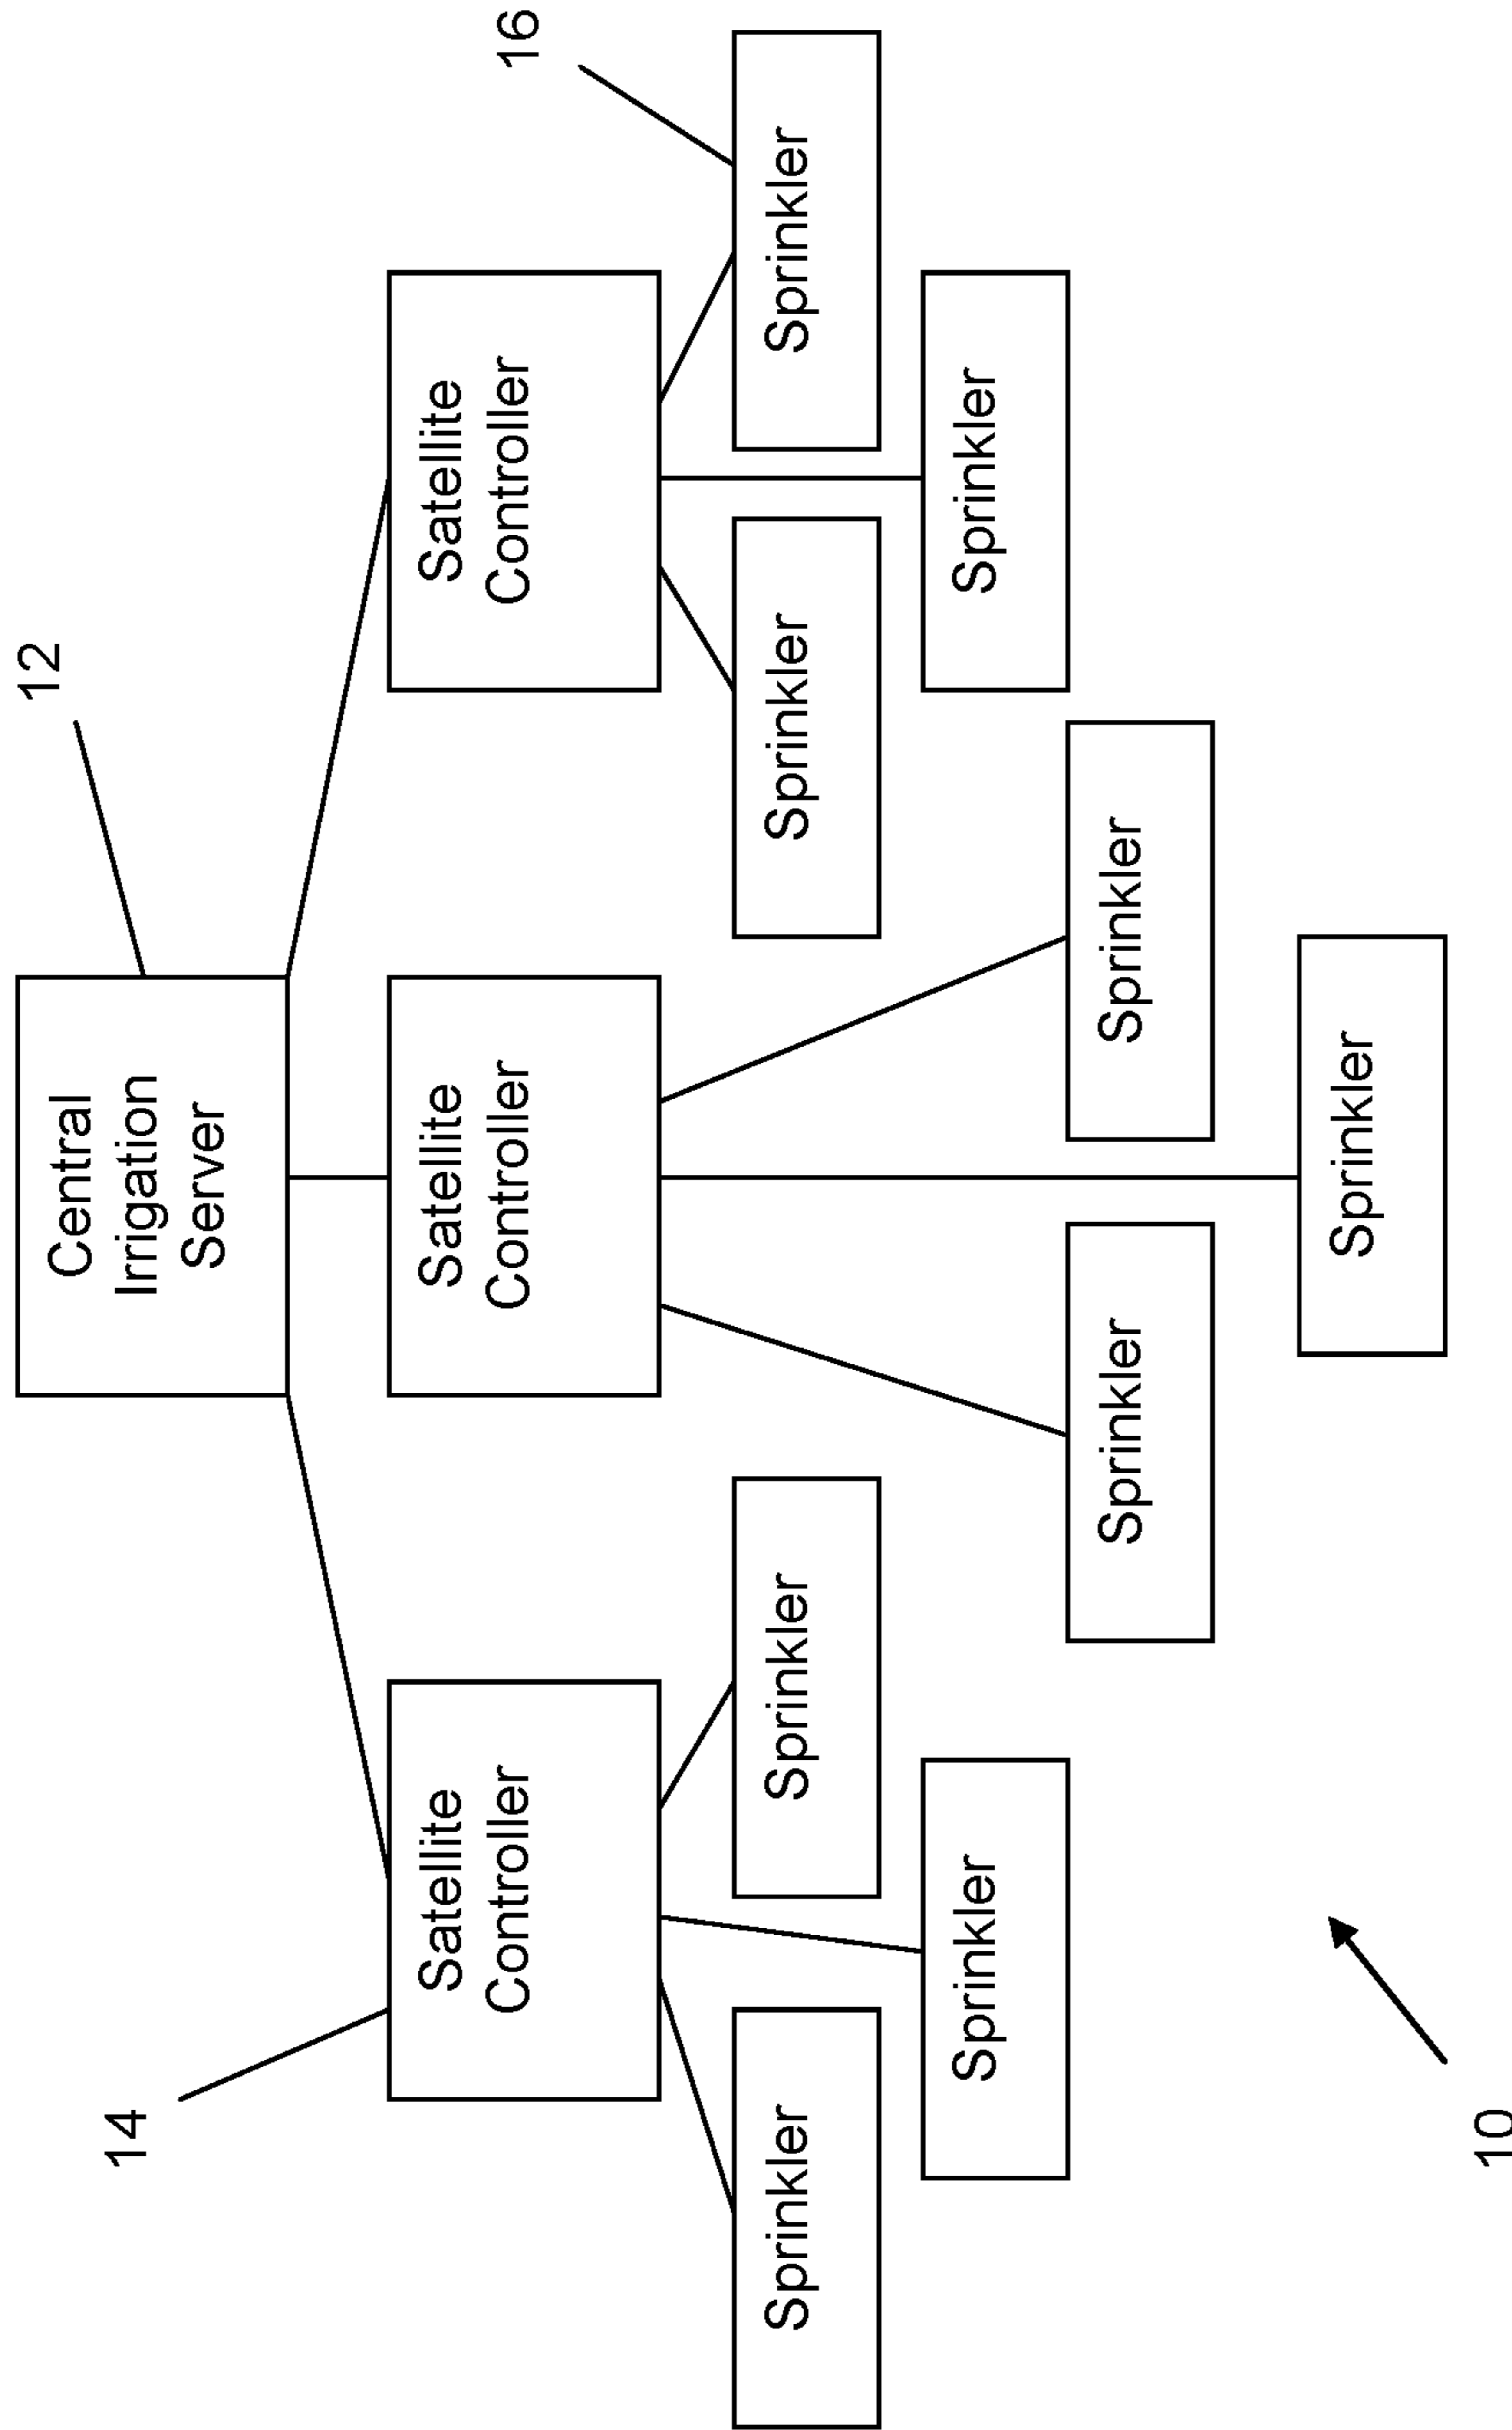 12
Central
Irrigation
Server
14
Satellite
Controller
Satellite
Controller
Satellite
Controller
16
Sprinkler
Sprinkler
Sprinkler
Sprinkler
Sprinkler
Sprinkler
Sprinkler
Sprinkler
Sprinkler
10